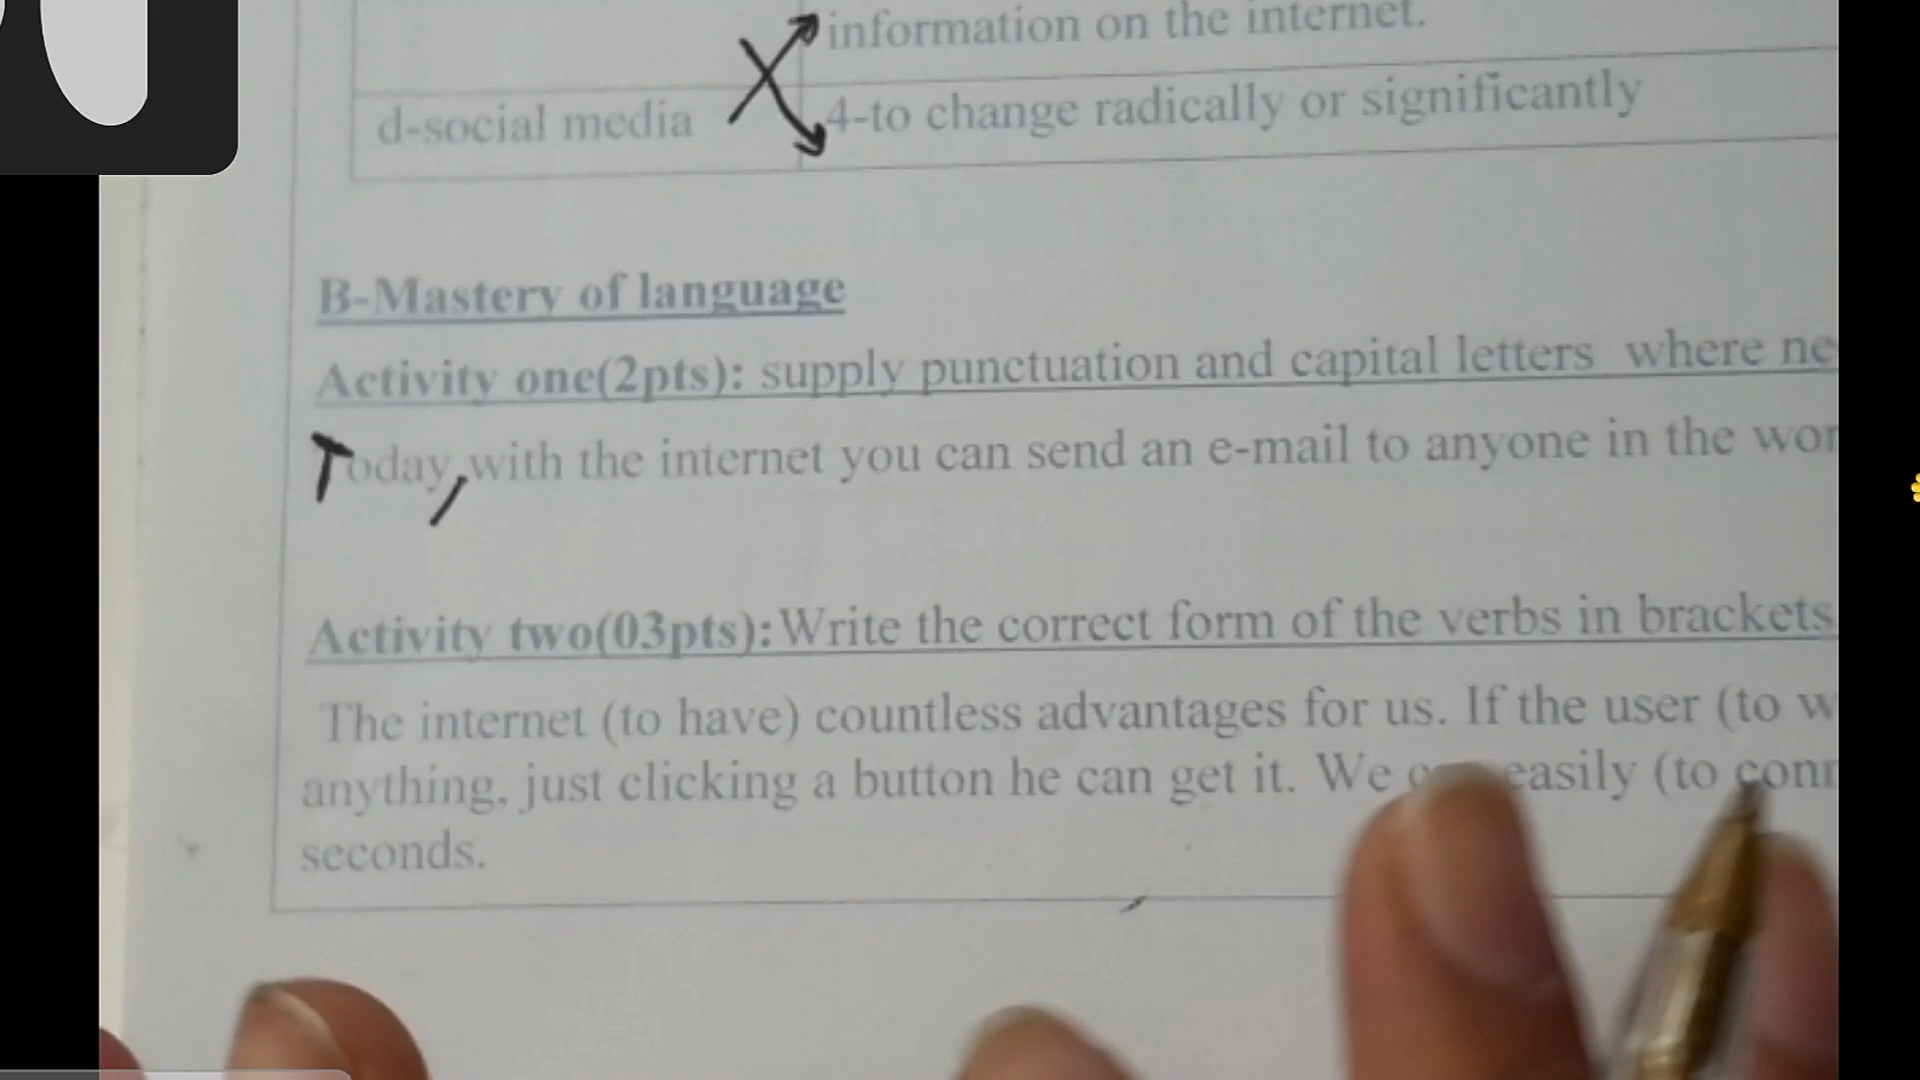 information on the internet.
d-social media 4-to change radically or significantly
B-Mastery of language
Activity one(2pts): supply punctuation and capital letters where
Today, with the internet you can send an e-mail to anyone in the
Activity two(03pts): Write the correct form of the verbs in brackets
The internet (to have) countless advantages for us. If the user (to
anything, just clicking a button he can get it. We easily (to
seconds.